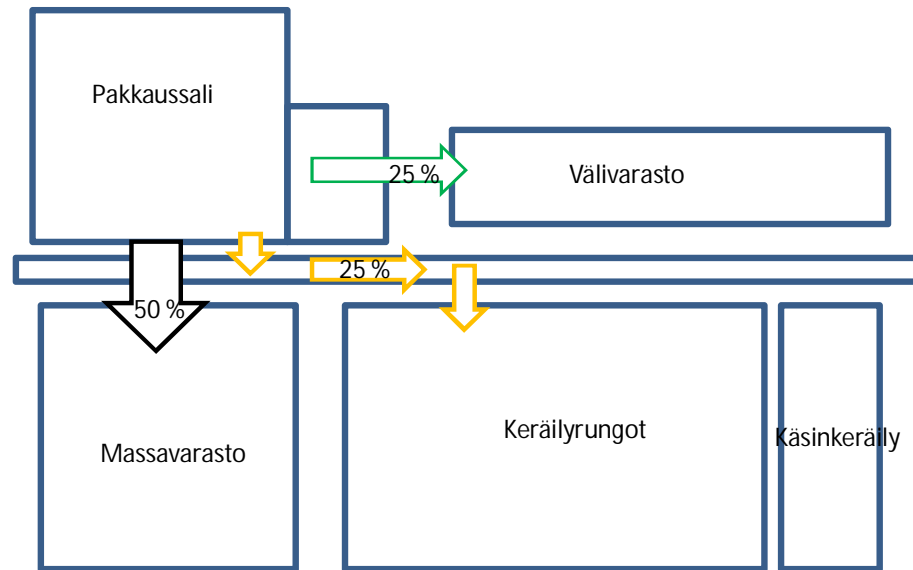 Pakkaussali
25 %
Välivarasto
25 %
50 %
Massavarasto
Keräilyrungot
Käsinkeräily